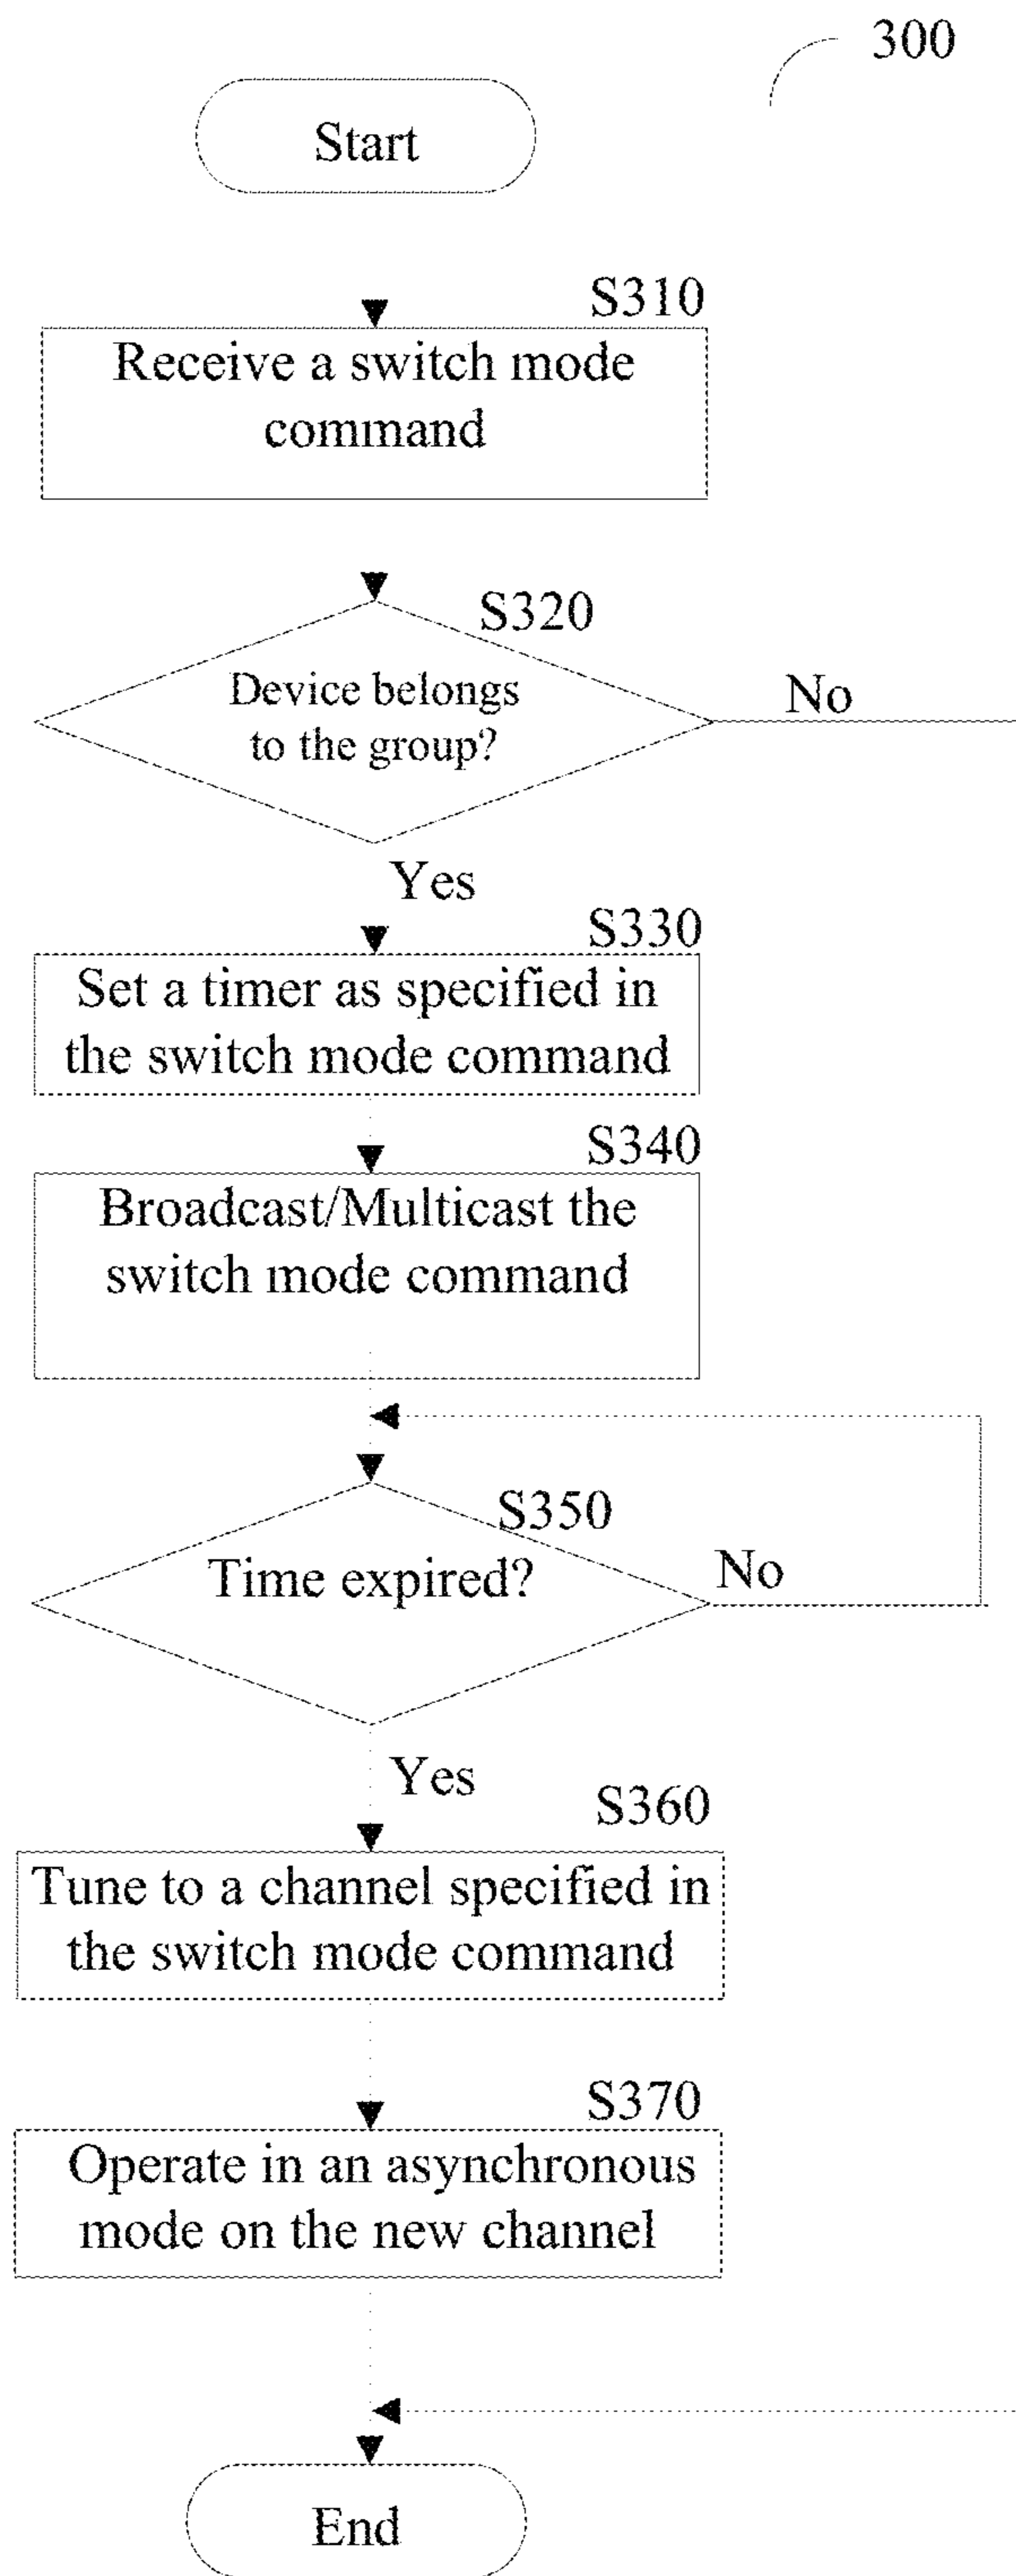 300
Start
S310
Receive a switch mode
command
S320
Device belongs
to the group?
No
Yes
S330
Set a timer as specified in
the switch mode command
S340
Broadcast/Multicast the
switch mode command
S350
Time expired?
No
Yes
S360
Tune to a channel specified in
the switch mode command
S370
Operate in an asynchronous
mode on the new channel
End